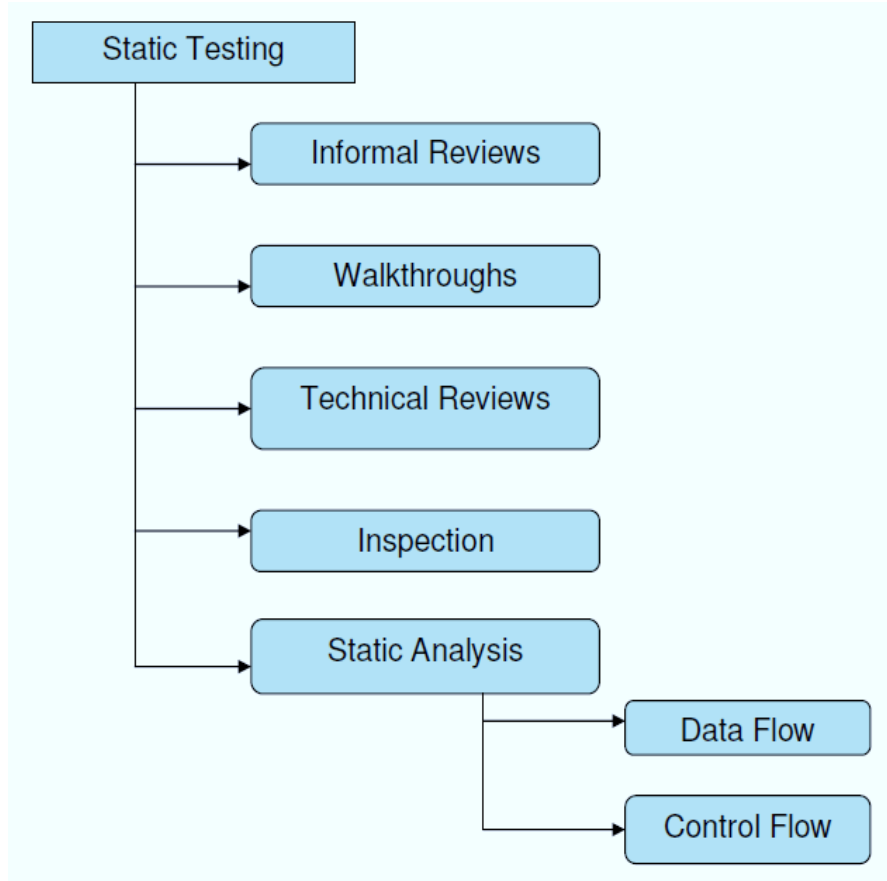 Static Testing
Informal Reviews
Walkthroughs
Technical Reviews
Inspection
Static Analysis
Data Flow
Control Flow